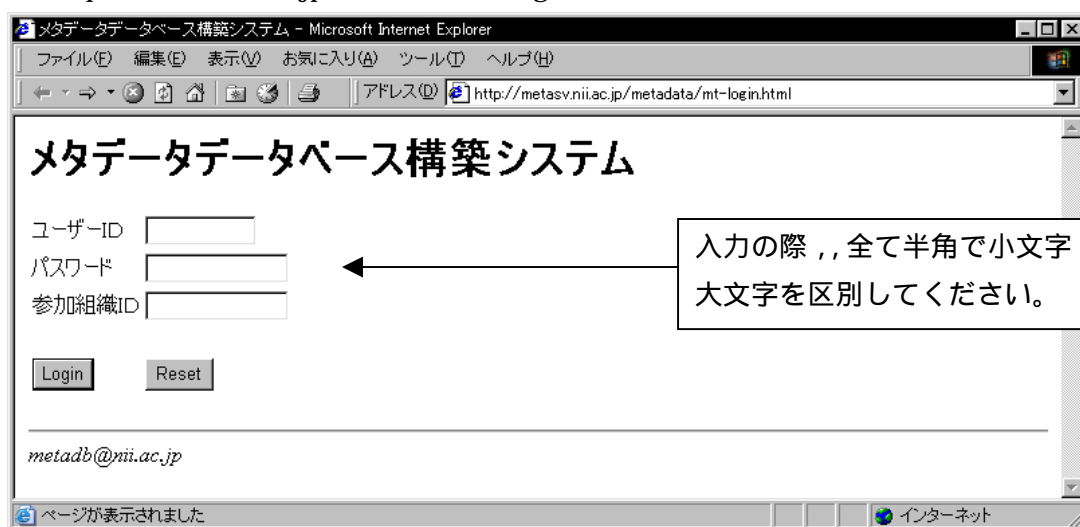 メタデータデータベース構築システム - Microsoft Internet Explorer
ファイル(F) 編集(E) 表示(V) お気に入り(A) ツール(T) ヘルプ(H)
アドレス(D) http://metasv.nii.ac.jp/metadata/mt-login.html
メタデータデータベース構築システム
ユーザーID
パスワード
参加組織ID
入力の際 , , 全て半角で小文字
大文字を区別してください。
Login Reset
metadb@nii.ac.jp
ページが表示されました インターネット